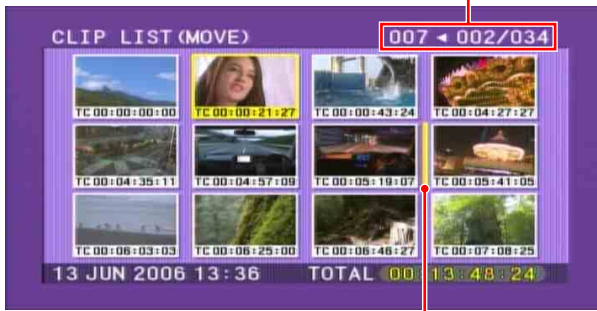 CLIP LIST(MOVE) 007 ◄ 002/034
TC 00:00:00:00 TC 00:00:21:27 TC 00:00:43:24 TC 00:04:27:27
TC 00:04:35:11 TC 00:04:57:09 TC 00:05:19:07 TC 00:05:41:05
TC 00:06:03:03 TC 00:06:25:00 TC 00:06:46:27 TC 00:07:08:25
13 JUN 2006 13:36 TOTAL 00:13:48:24